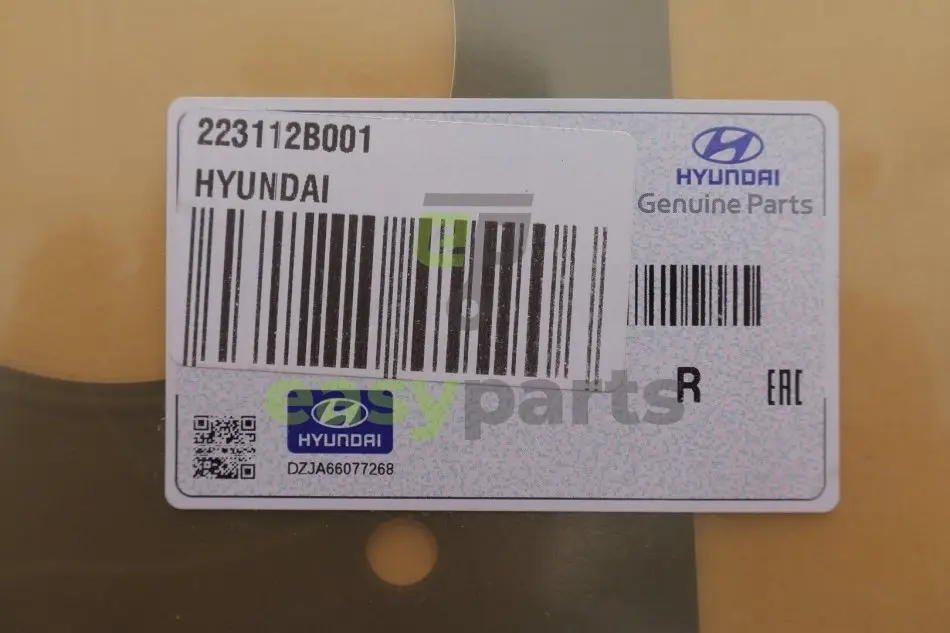 223112B001
HYUNDAI
HYUNDAI
Genuine Parts
R
EAC
easyparts
HYUNDAI
DZJA66077268